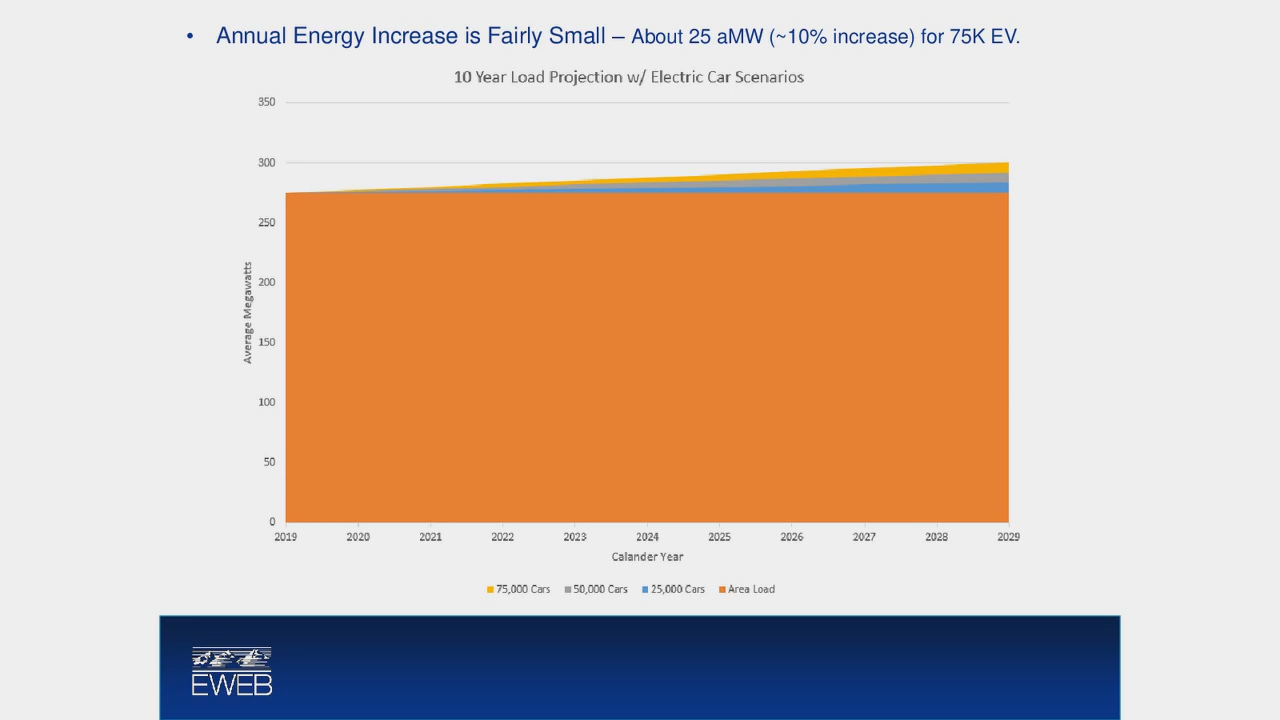 • Annual Energy Increase is Fairly Small – About 25 aMW (~10% increase) for 75K EV.
10 Year Load Projection w/ Electric Car Scenarios
350
300
250
200
150
100
50
0
Average Megawatts
2019 2020 2021 2022 2023 2024 2025 2026 2027 2028 2029
Calander Year
75,000 Cars 50,000 Cars 25,000 Cars Area Load
EWEB